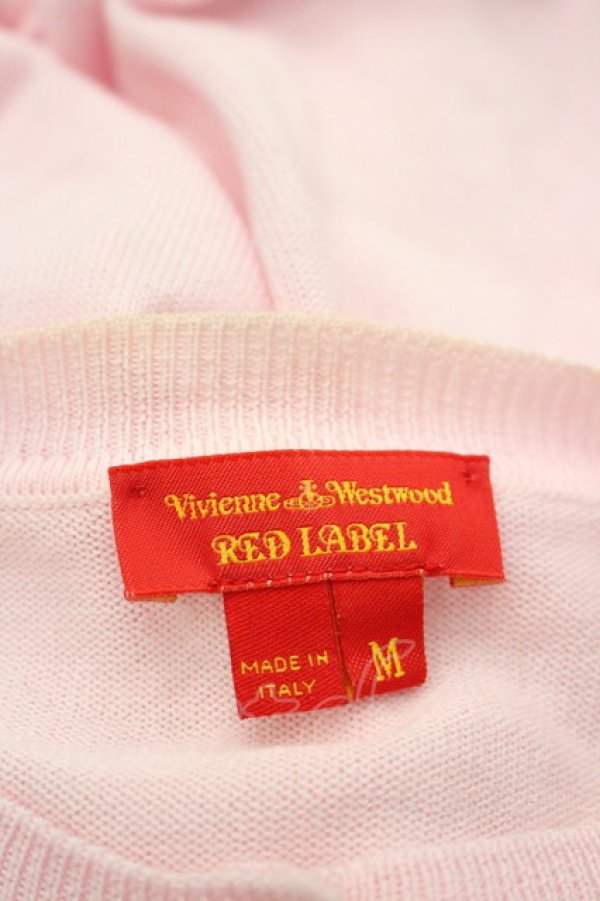 Vivienne Westwood
RED LABEL
MADE IN
ITALY
M